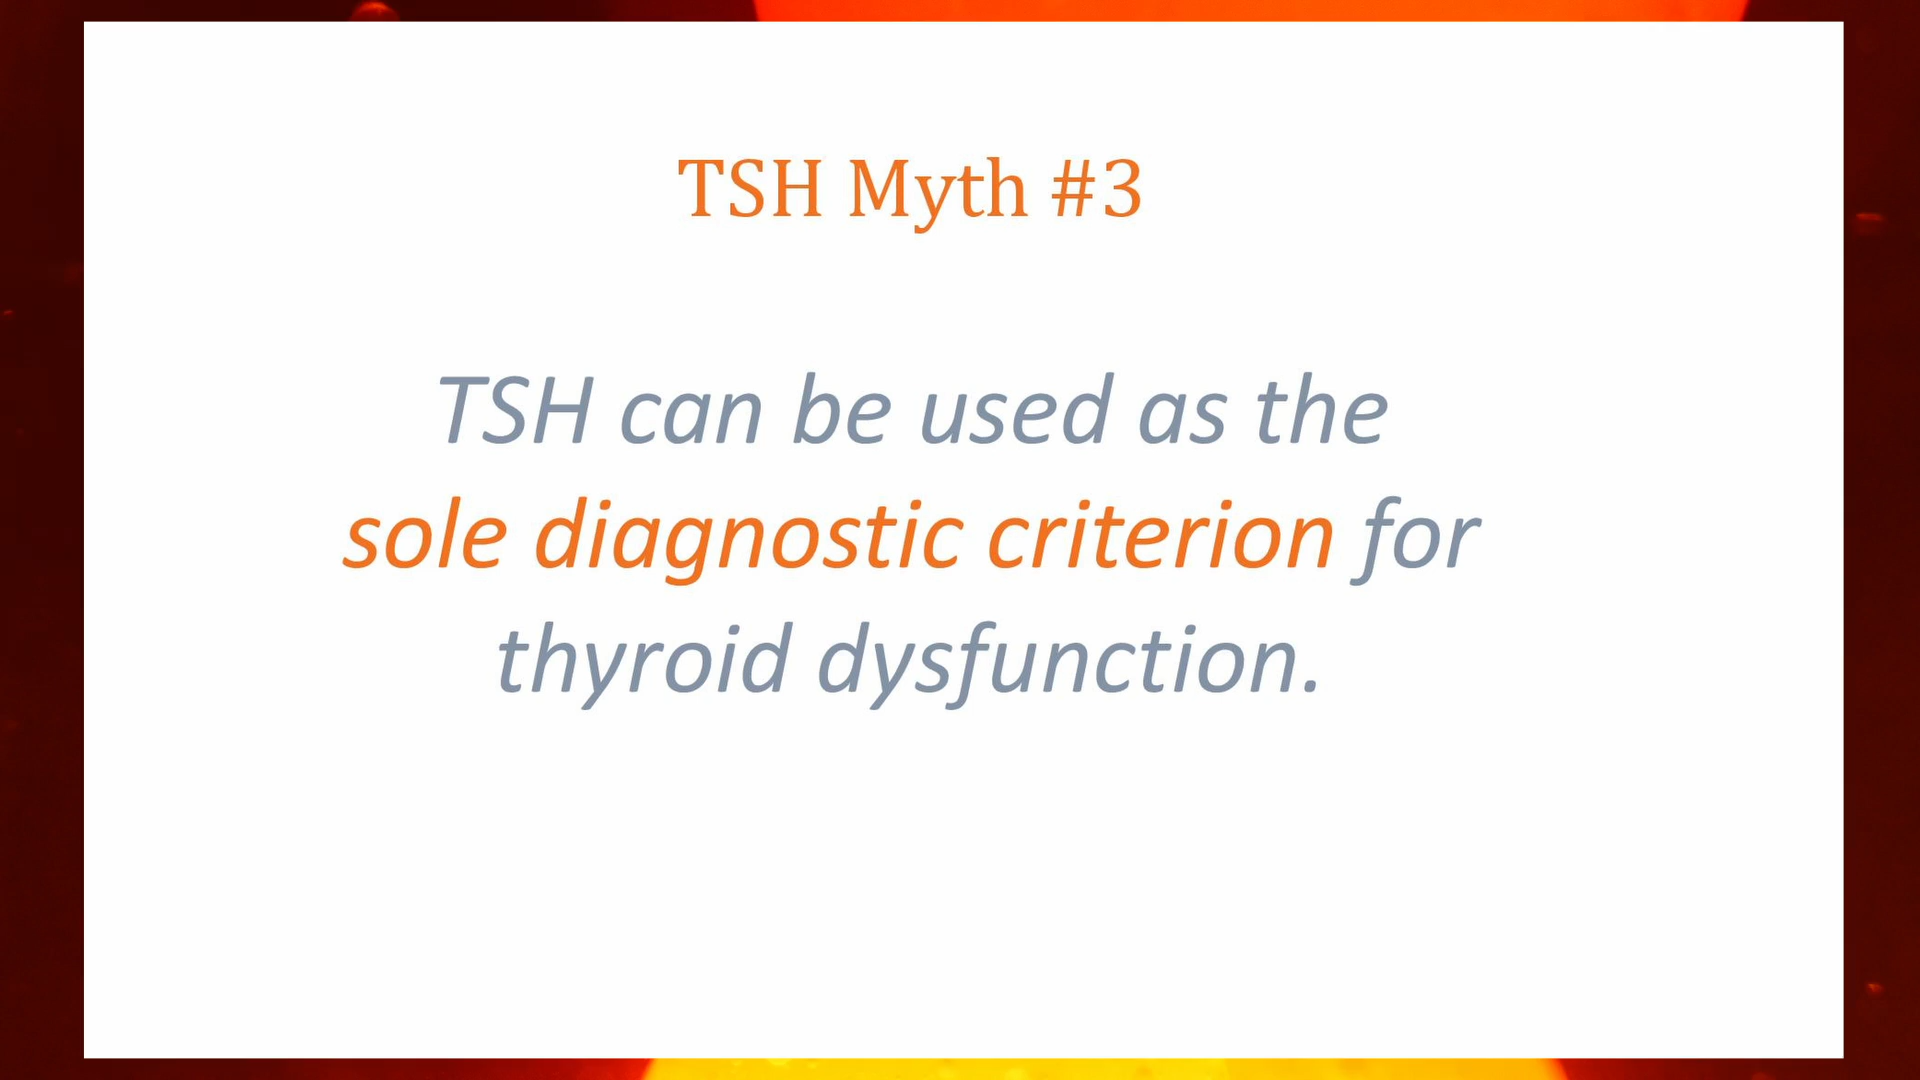 TSH Myth #3
TSH can be used as the
sole diagnostic criterion for
thyroid dysfunction.